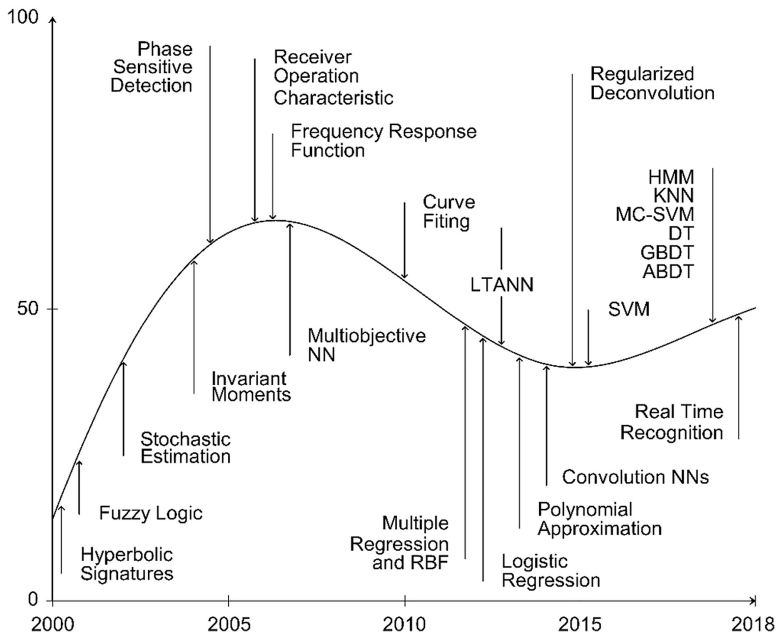 100
Phase
Sensitive
Detection
Receiver
Operation
Characteristic
Frequency Response
Function
Regularized
Deconvolution
HMM
KNN
MC-SVM
DT
GBDT
ABDT
Curve
Fiting
LTANN
50
SVM
Multiobjective
NN
Invariant
Moments
Stochastic
Estimation
Real Time
Recognition
Convolution NNs
Fuzzy Logic
Polynomial
Approximation
Multiple
Regression
and RBF
Hyperbolic
Signatures
Logistic
Regression
0
2000
2005
2010
2015
2018